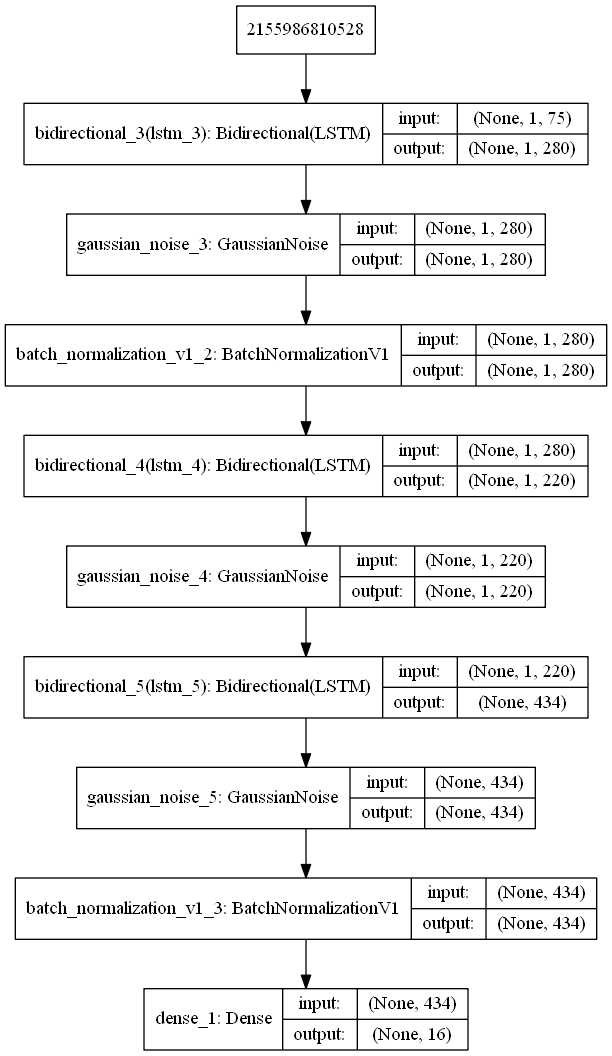 2155986810528
bidirectional_3(lstm_3): Bidirectional(LSTM)
input: (None, 1, 75)
output: (None, 1, 280)
gaussian_noise_3: GaussianNoise
input: (None, 1, 280)
output: (None, 1, 280)
batch_normalization_v1_2: BatchNormalizationV1
input: (None, 1, 280)
output: (None, 1, 280)
bidirectional_4(lstm_4): Bidirectional(LSTM)
input: (None, 1, 280)
output: (None, 1, 220)
gaussian_noise_4: GaussianNoise
input: (None, 1, 220)
output: (None, 1, 220)
bidirectional_5(lstm_5): Bidirectional(LSTM)
input: (None, 1, 220)
output: (None, 434)
gaussian_noise_5: GaussianNoise
input: (None, 434)
output: (None, 434)
batch_normalization_v1_3: BatchNormalizationV1
input: (None, 434)
output: (None, 434)
dense_1: Dense
input: (None, 434)
output: (None, 16)